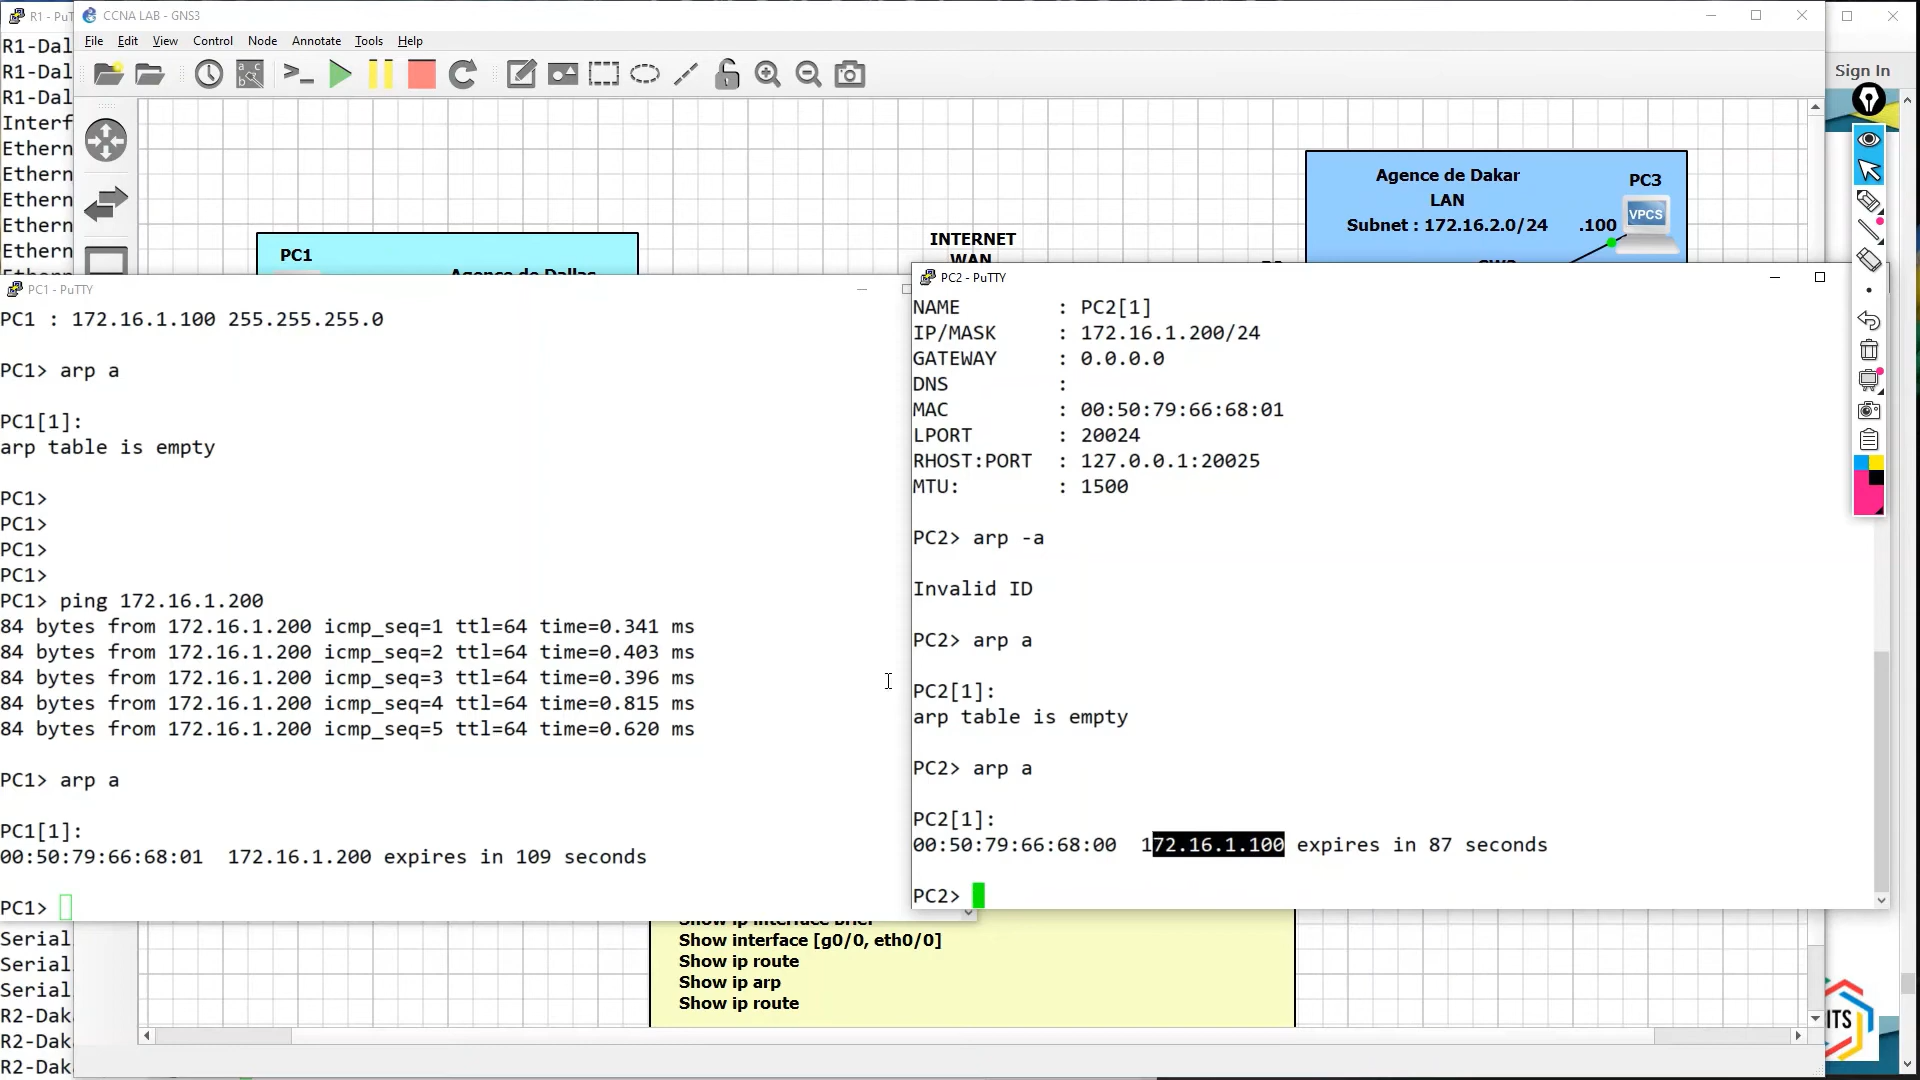 R1 - PuT
CCNA LAB - GNS3
File Edit View Control Node Annotate Tools Help
Sign In
R1-Dal
R1-Dal
R1-Dal
Interf
Ethern
Ethern
Ethern
Ethern
Ethern
PC1
INTERNET
WAN
Agence de Dakar
LAN
Subnet : 172.16.2.0/24
PC3
VPCS
.100
Agence de Dallas
PC1 - PuTTY
PC1 : 172.16.1.100 255.255.255.0
PC1> arp a
PC1[1]:
arp table is empty
PC1>
PC1>
PC1>
PC1>
PC1> ping 172.16.1.200
84 bytes from 172.16.1.200 icmp_seq=1 ttl=64 time=0.341 ms
84 bytes from 172.16.1.200 icmp_seq=2 ttl=64 time=0.403 ms
84 bytes from 172.16.1.200 icmp_seq=3 ttl=64 time=0.396 ms
84 bytes from 172.16.1.200 icmp_seq=4 ttl=64 time=0.815 ms
84 bytes from 172.16.1.200 icmp_seq=5 ttl=64 time=0.620 ms
PC1> arp a
PC1[1]:
00:50:79:66:68:01 172.16.1.200 expires in 109 seconds
PC1>
PC2 - PuTTY
NAME : PC2[1]
IP/MASK : 172.16.1.200/24
GATEWAY : 0.0.0.0
DNS :
MAC : 00:50:79:66:68:01
LPORT : 20024
RHOST:PORT : 127.0.0.1:20025
MTU: : 1500
PC2> arp -a
Invalid ID
PC2> arp a
PC2[1]:
arp table is empty
PC2> arp a
PC2[1]:
00:50:79:66:68:00 172.16.1.100 expires in 87 seconds
PC2>
Show ip interface brief
Show interface [g0/0, eth0/0]
Show ip route
Show ip arp
Show ip route
Serial
Serial
Serial
R2-Dak
R2-Dak
R2-Dak
ITS